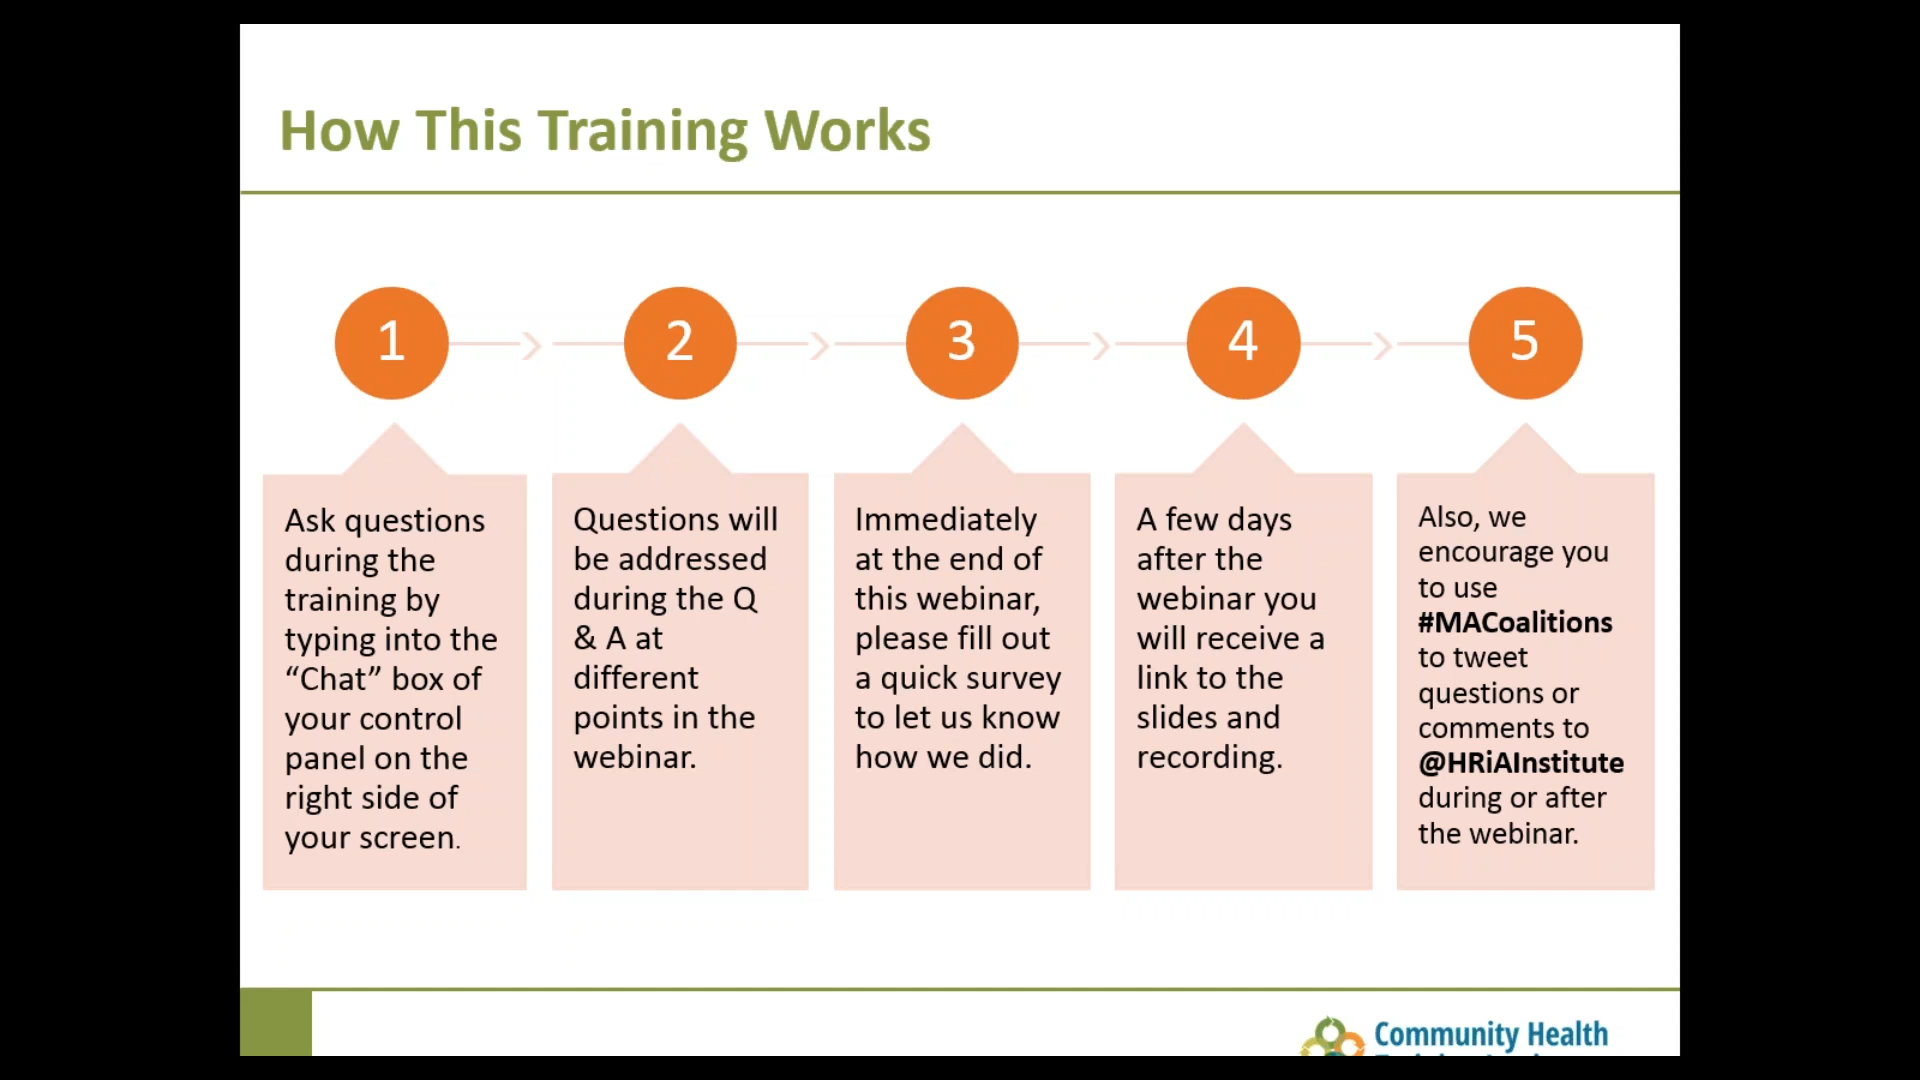 How This Training Works
1
2
3
4
5
Ask questions
during the
training by
typing into the
“Chat” box of
your control
panel on the
right side of
your screen.
Questions will
be addressed
during the Q
& A at
different
points in the
webinar.
Immediately
at the end of
this webinar,
please fill out
a quick survey
to let us know
how we did.
A few days
after the
webinar you
will receive a
link to the
slides and
recording.
Also, we
encourage you
to use
#MACoalitions
to tweet
questions or
comments to
@HRiAInstitute
during or after
the webinar.
Community Health